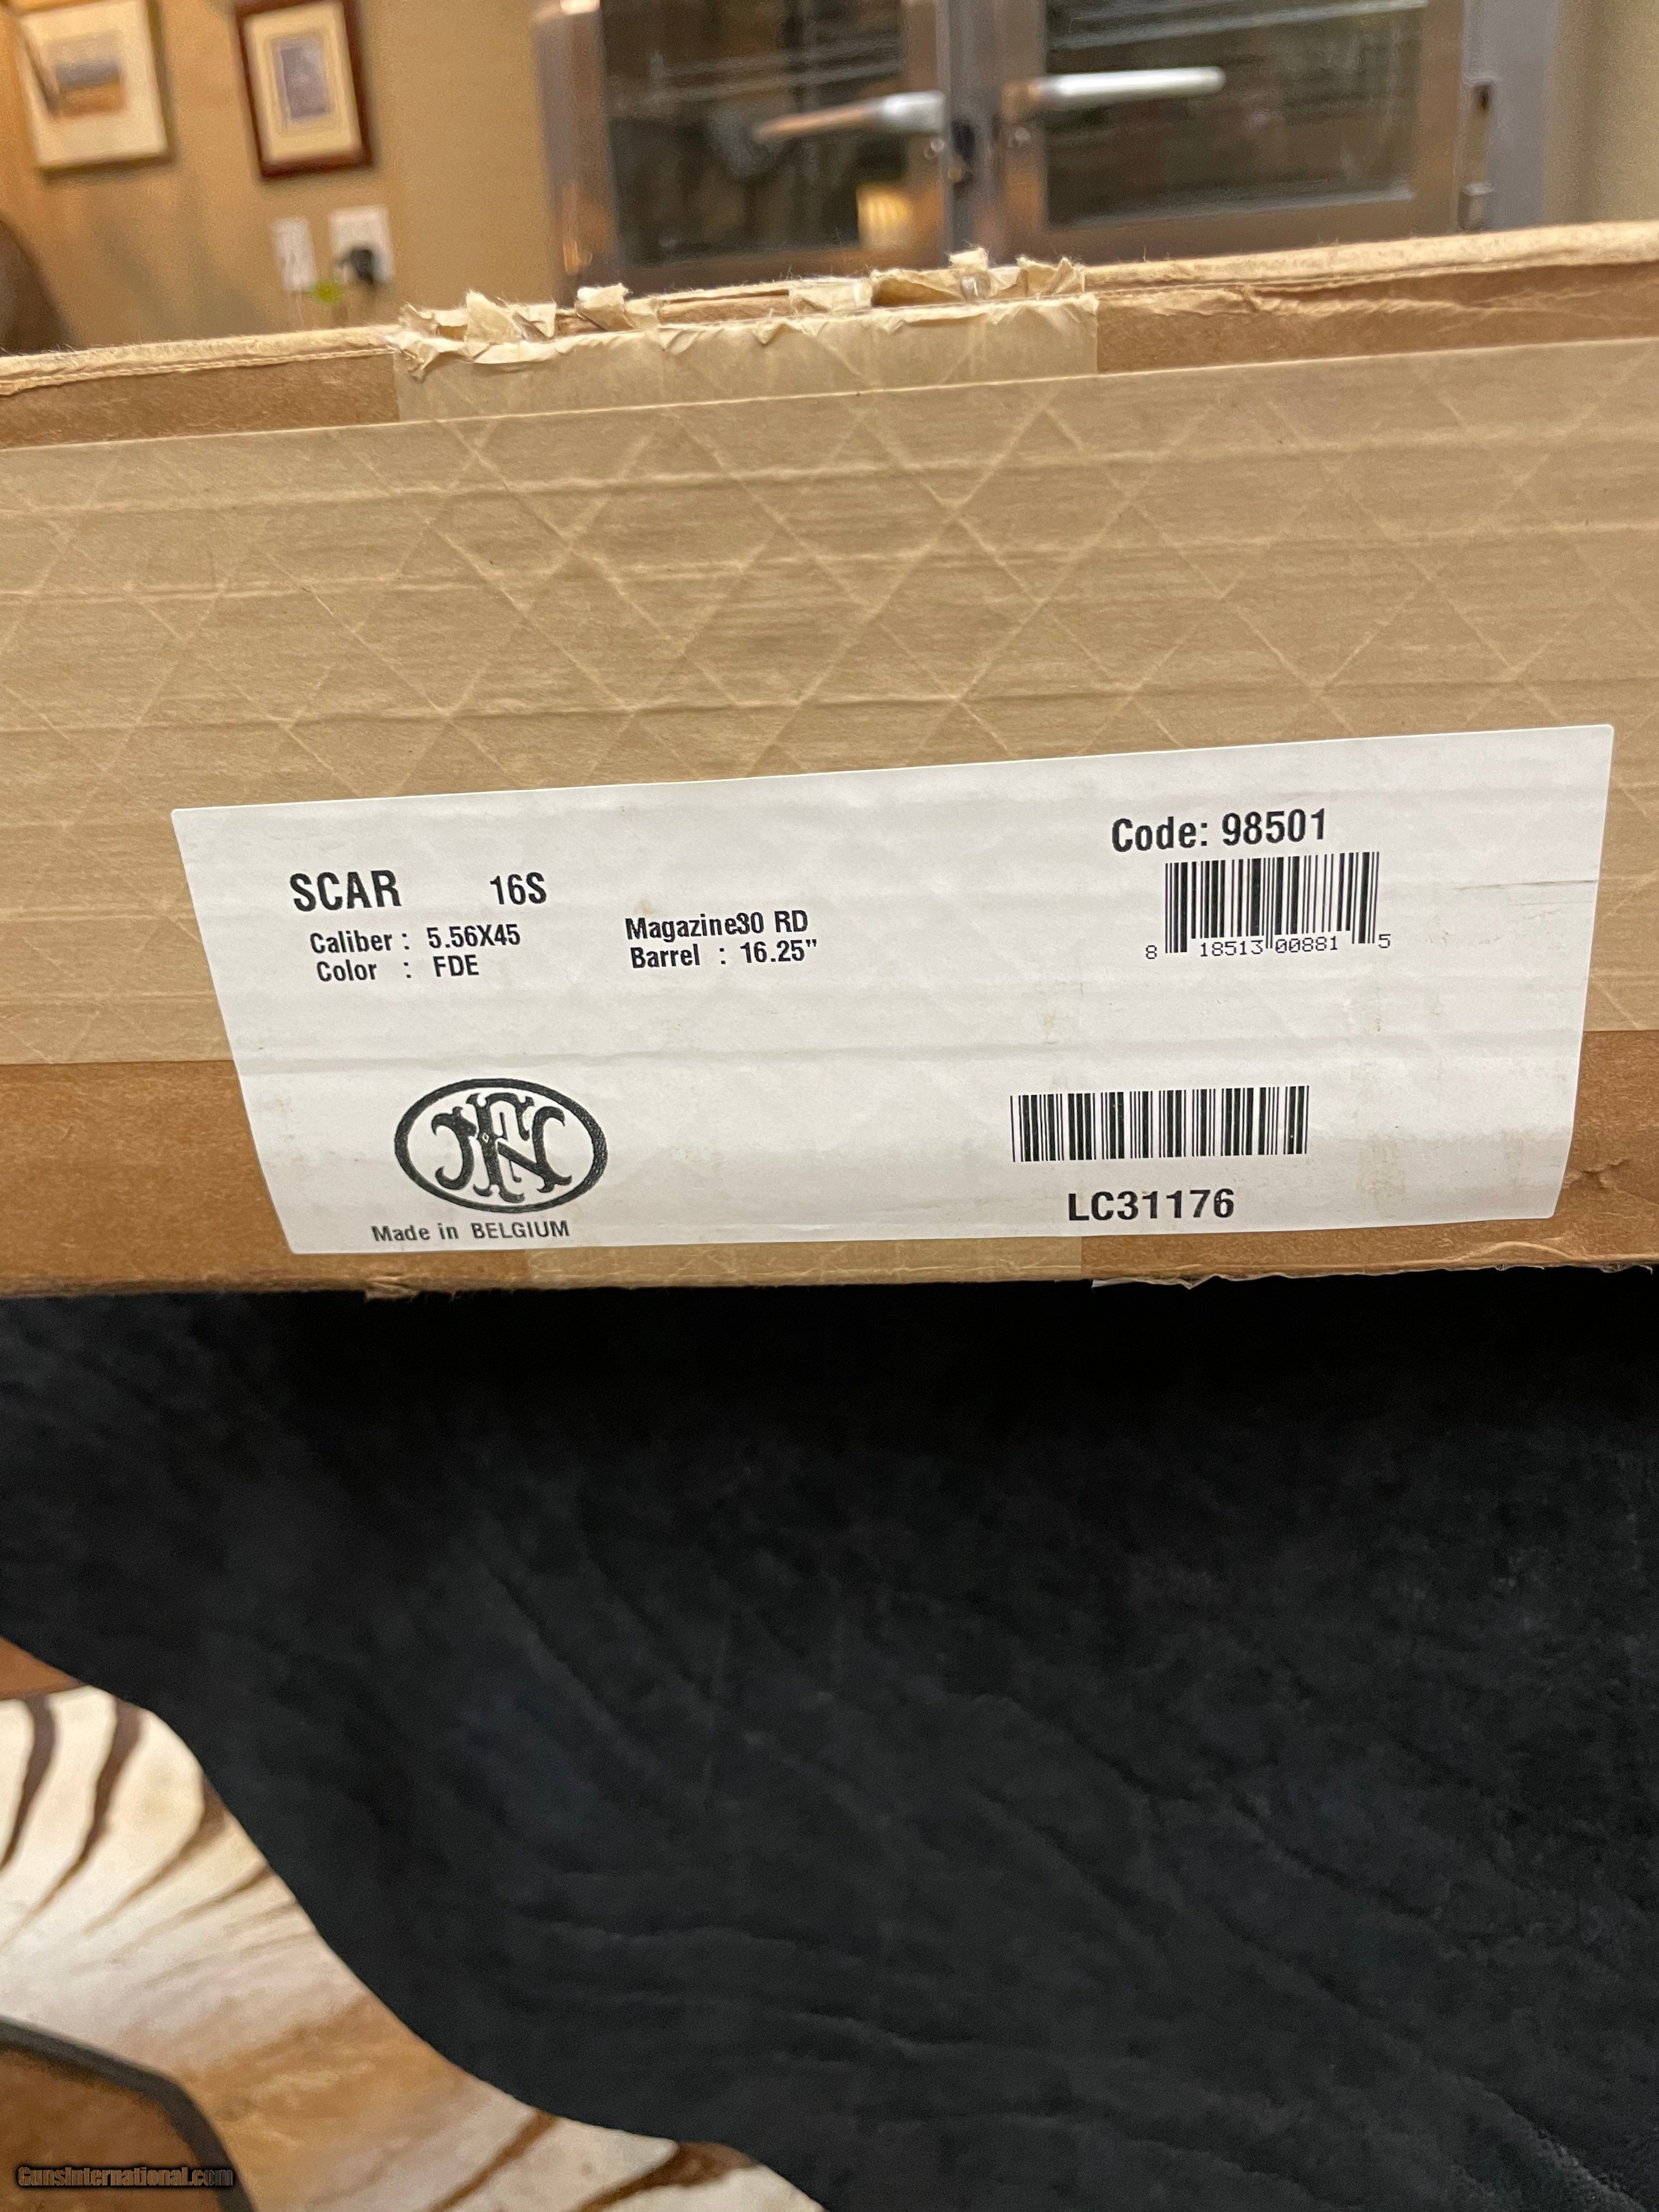 Code: 98501
SCAR 16S
Caliber : 5.56X45
Magazine30 RD
Color : FDE
Barrel : 16.25"
8 18513 00881 5
FN
Made in BELGIUM
LC31176
GunsInternational.com